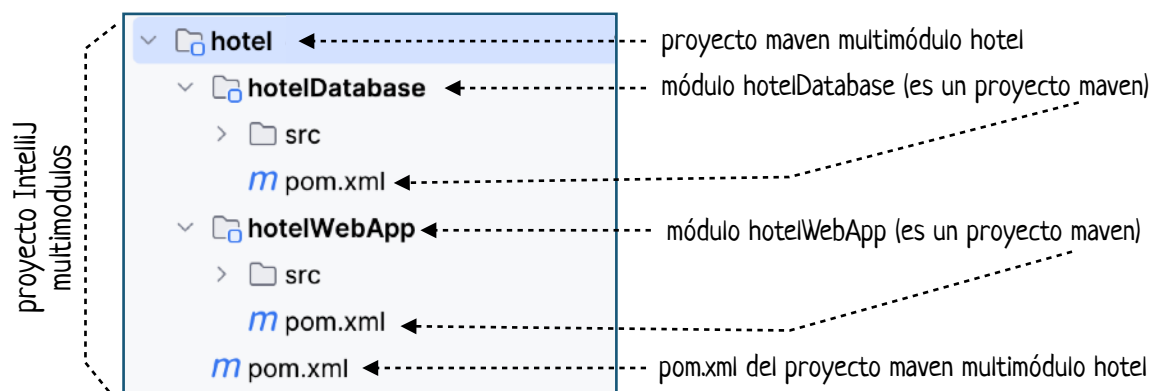 hotel
proyecto maven multimódulo hotel
hotelDatabase
módulo hotelDatabase (es un proyecto maven)
src
m pom.xml
hotelWebApp
módulo hotelWebApp (es un proyecto maven)
src
m pom.xml
m pom.xml
pom.xml del proyecto maven multimódulo hotel
proyecto IntelliJ
multimodulos